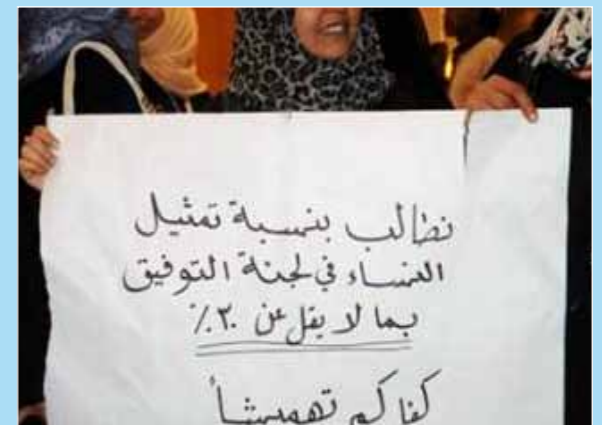 نطالب بنسبة تمثيل
النساء في لجنة التوفيق
بما لا يقل عن ٣٠٪
كفاكم تهميشاً